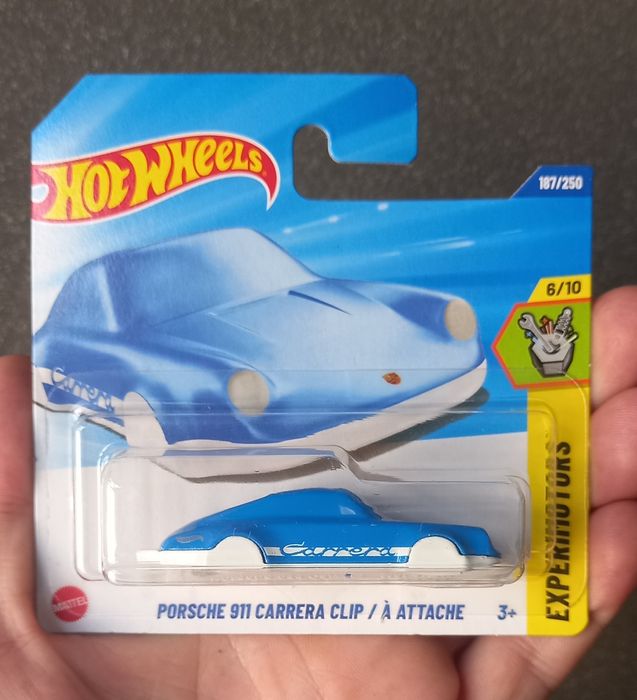 HOT WHEELS
187/250
6/10
Carrera
EXPERIMOTORS
Carrera
MATTEL
PORSCHE 911 CARRERA CLIP / À ATTACHE
3+